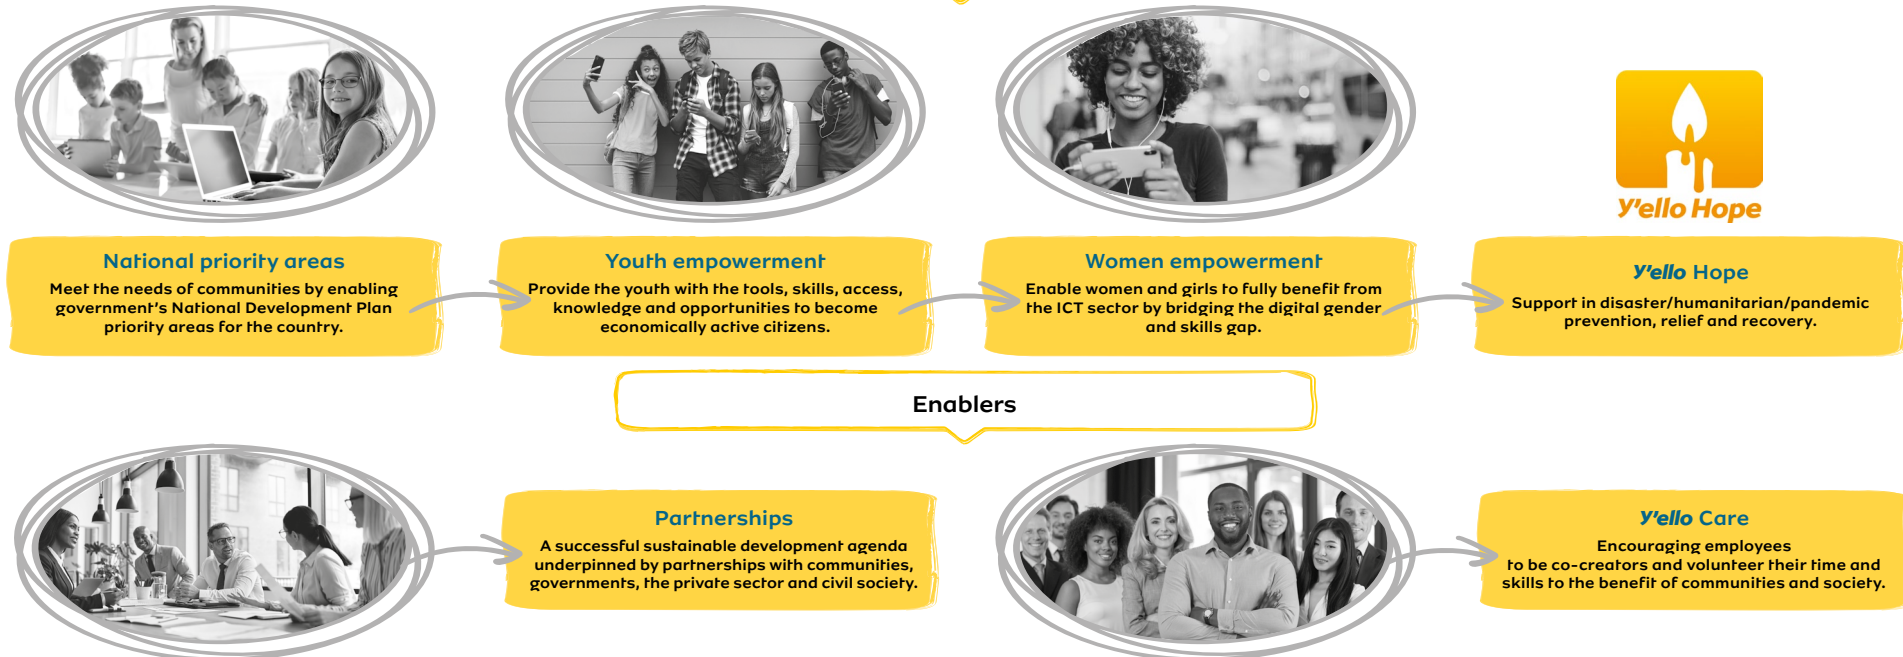 y'ello Hope
National priority areas
Meet the needs of communities by enabling
government's National Development Plan
priority areas for the country.
Youth empowerment
Provide the youth with the tools, skills, access,
knowledge and opportunities to become
economically active citizens.
Women empowerment
Enable women and girls to fully benefit from
the ICT sector by bridging the digital gender
and skills gap.
y'ello Hope
Support in disaster/humanitarian/pandemic
prevention, relief and recovery.
Enablers
Partnerships
A successful sustainable development agenda
underpinned by partnerships with communities,
governments, the private sector and civil society.
y'ello Care
Encouraging employees
to be co-creators and volunteer their time and
skills to the benefit of communities and society.